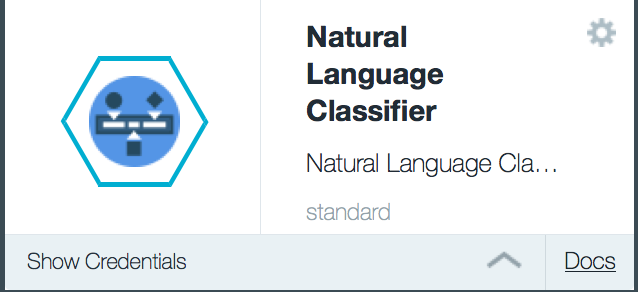 Natural
Language
Classifier
Natural Language Cla...
standard
Show Credentials
Docs